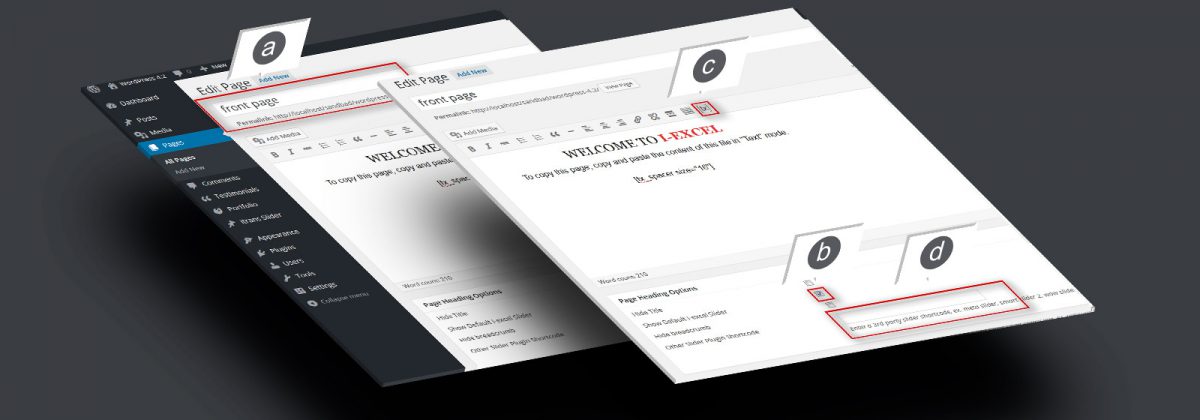 a
WordPress 4.2
0
New
Dashboard
Posts
Media
Pages
All Pages
Add New
Comments
Testimonials
Portfolio
Itrans Slider
Appearance
Plugins
Users
Tools
Settings
Collapse menu
Edit Page
Add New
front page
Permalink: http://localhost/sandbad/wordpress
Add Media
B I
WELCOME
To copy this page, copy and paste
Word count: 210
Page Heading Options
Hide Title
Show Default i-excel Slider
Hide breadcrumb
Other Slider Plugin Shortcode
c
Edit Page
Add New
front page
Permalink: http://localhost/sandbad/wordpress-4.2/
View Page
Add Media
B I
WELCOME TO I-EXCEL
To copy this page, copy and paste the content of this file in "Text" mode.
[tx_spacer size="16"]
Word count: 210
b
d
Page Heading Options
Hide Title
Show Default i-excel Slider
Hide breadcrumb
Other Slider Plugin Shortcode
Enter a 3rd party slider shortcode, ex. meta slider, smart slider 2, wow slide